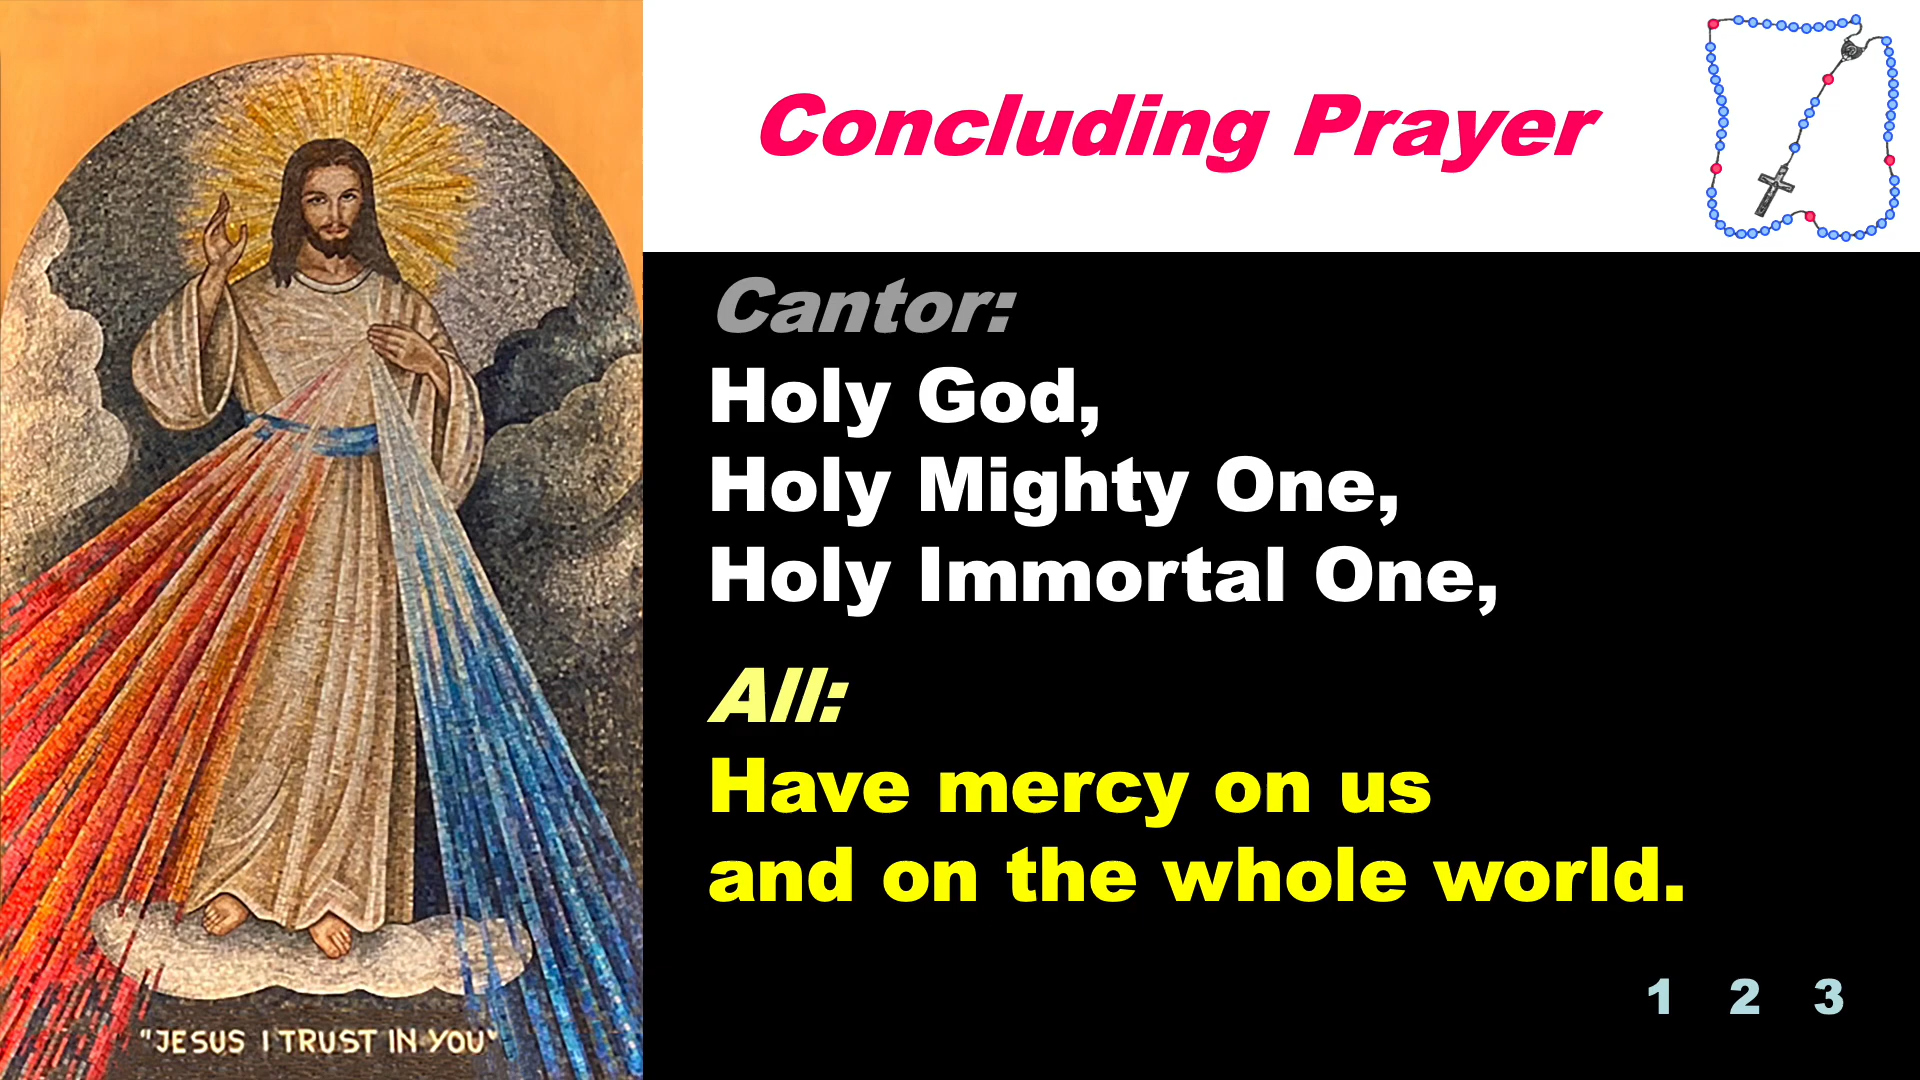 Concluding Prayer
Cantor:
Holy God,
Holy Mighty One,
Holy Immortal One,
All:
Have mercy on us
and on the whole world.
1 2 3
"JESUS I TRUST IN YOU"